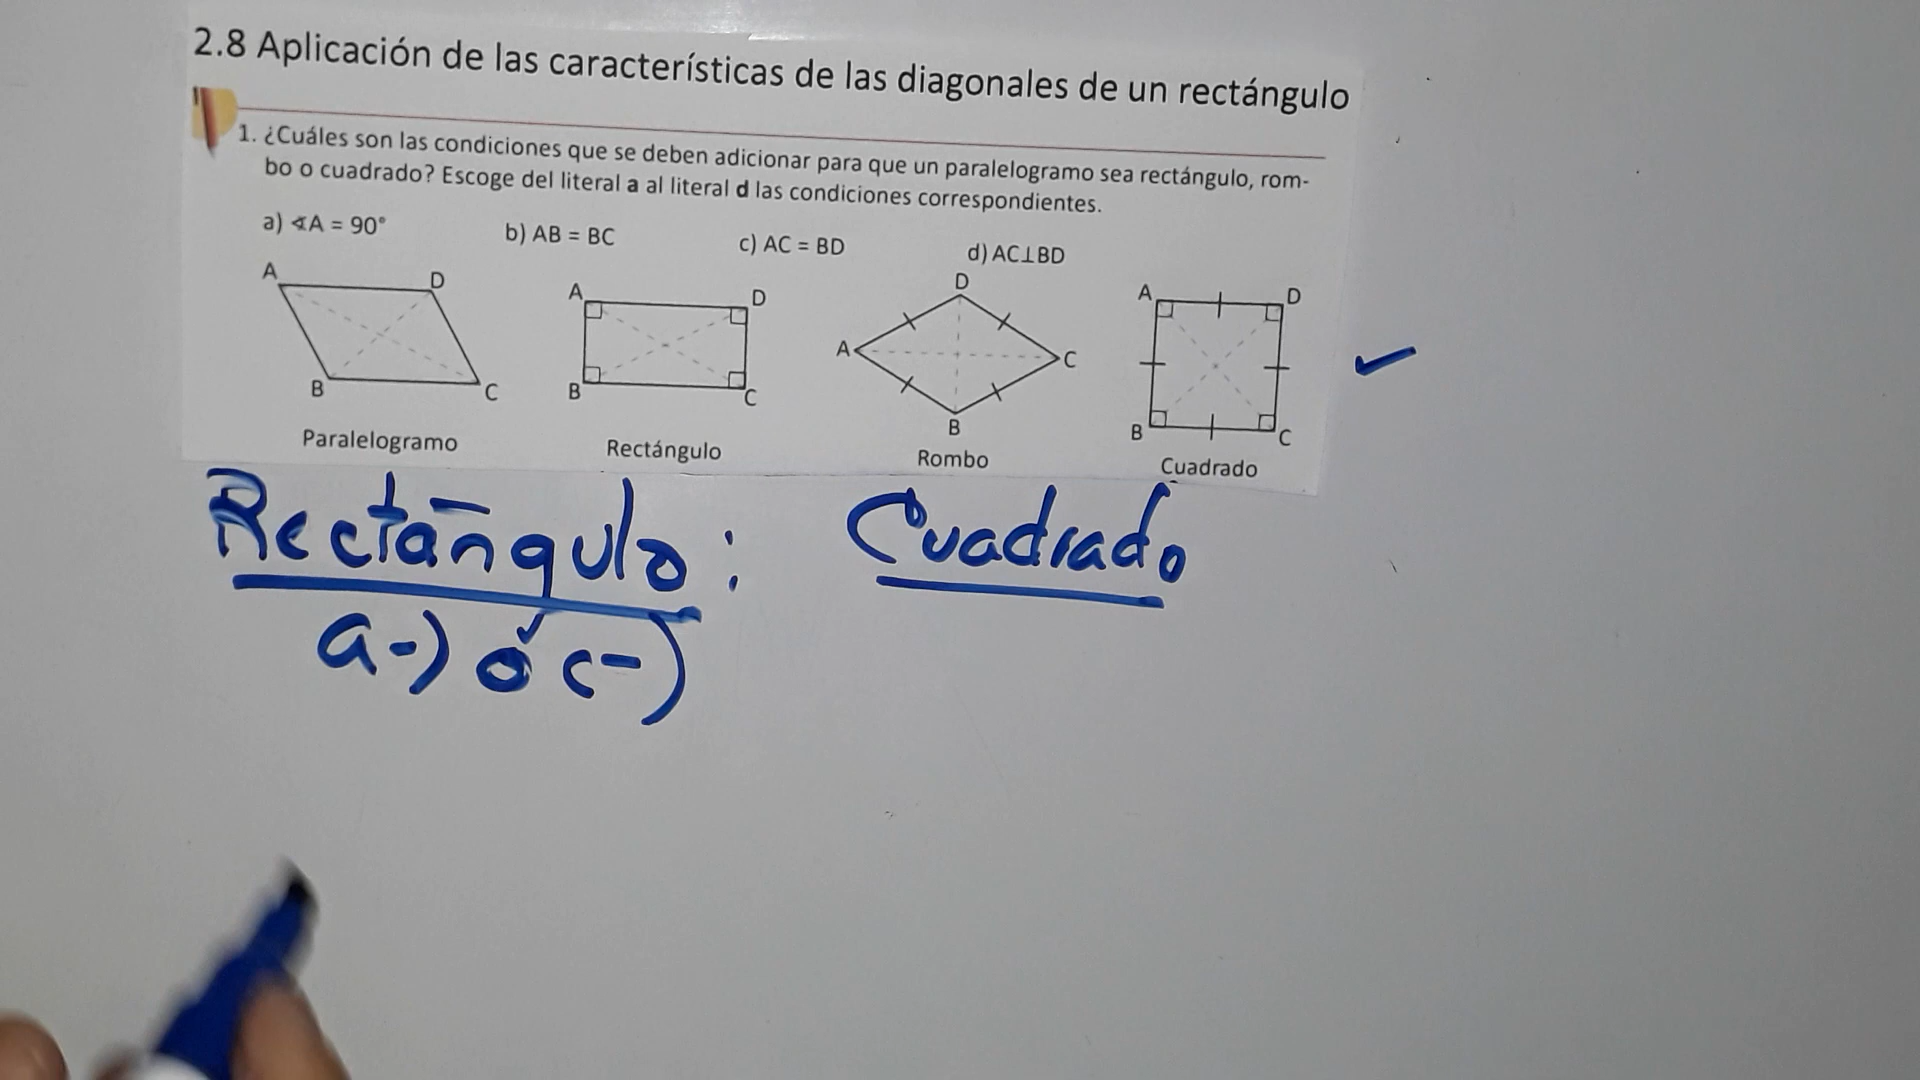 2.8 Aplicación de las características de las diagonales de un rectángulo
1. ¿Cuáles son las condiciones que se deben adicionar para que un paralelogramo sea rectángulo, rom-
bo o cuadrado? Escoge del literal a al literal d las condiciones correspondientes.
a) ∢A = 90° b) AB = BC c) AC = BD d) AC⊥BD
A D B C
Paralelogramo
A D B C
Rectángulo
D A C B
Rombo
A D B C
Cuadrado
Rectángulo: Cuadrado
a-) ó c-)